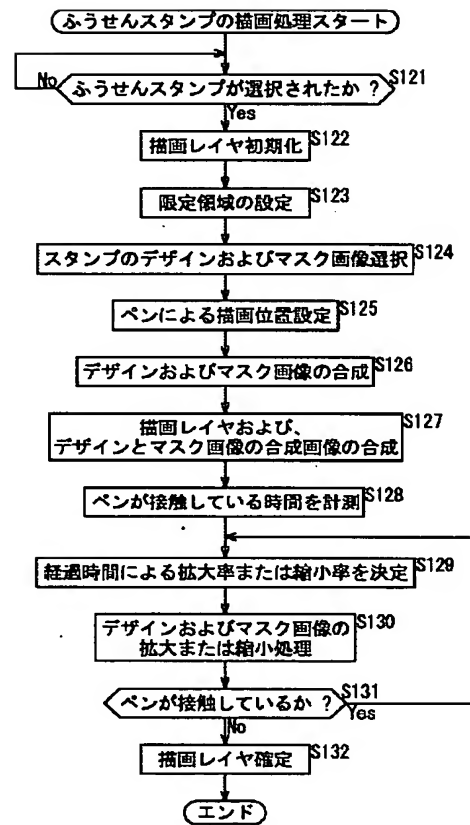 ふうせんスタンプの描画処理スタート
No
ふうせんスタンプが選択されたか ?
S121
Yes
描画レイヤ初期化
S122
限定領域の設定
S123
スタンプのデザインおよびマスク画像選択
S124
ペンによる描画位置設定
S125
デザインおよびマスク画像の合成
S126
描画レイヤおよび、
デザインとマスク画像の合成画像の合成
S127
ペンが接触している時間を計測
S128
経過時間による拡大率または縮小率を決定
S129
デザインおよびマスク画像の
拡大または縮小処理
S130
ペンが接触しているか ?
S131
Yes
No
描画レイヤ確定
S132
エンド